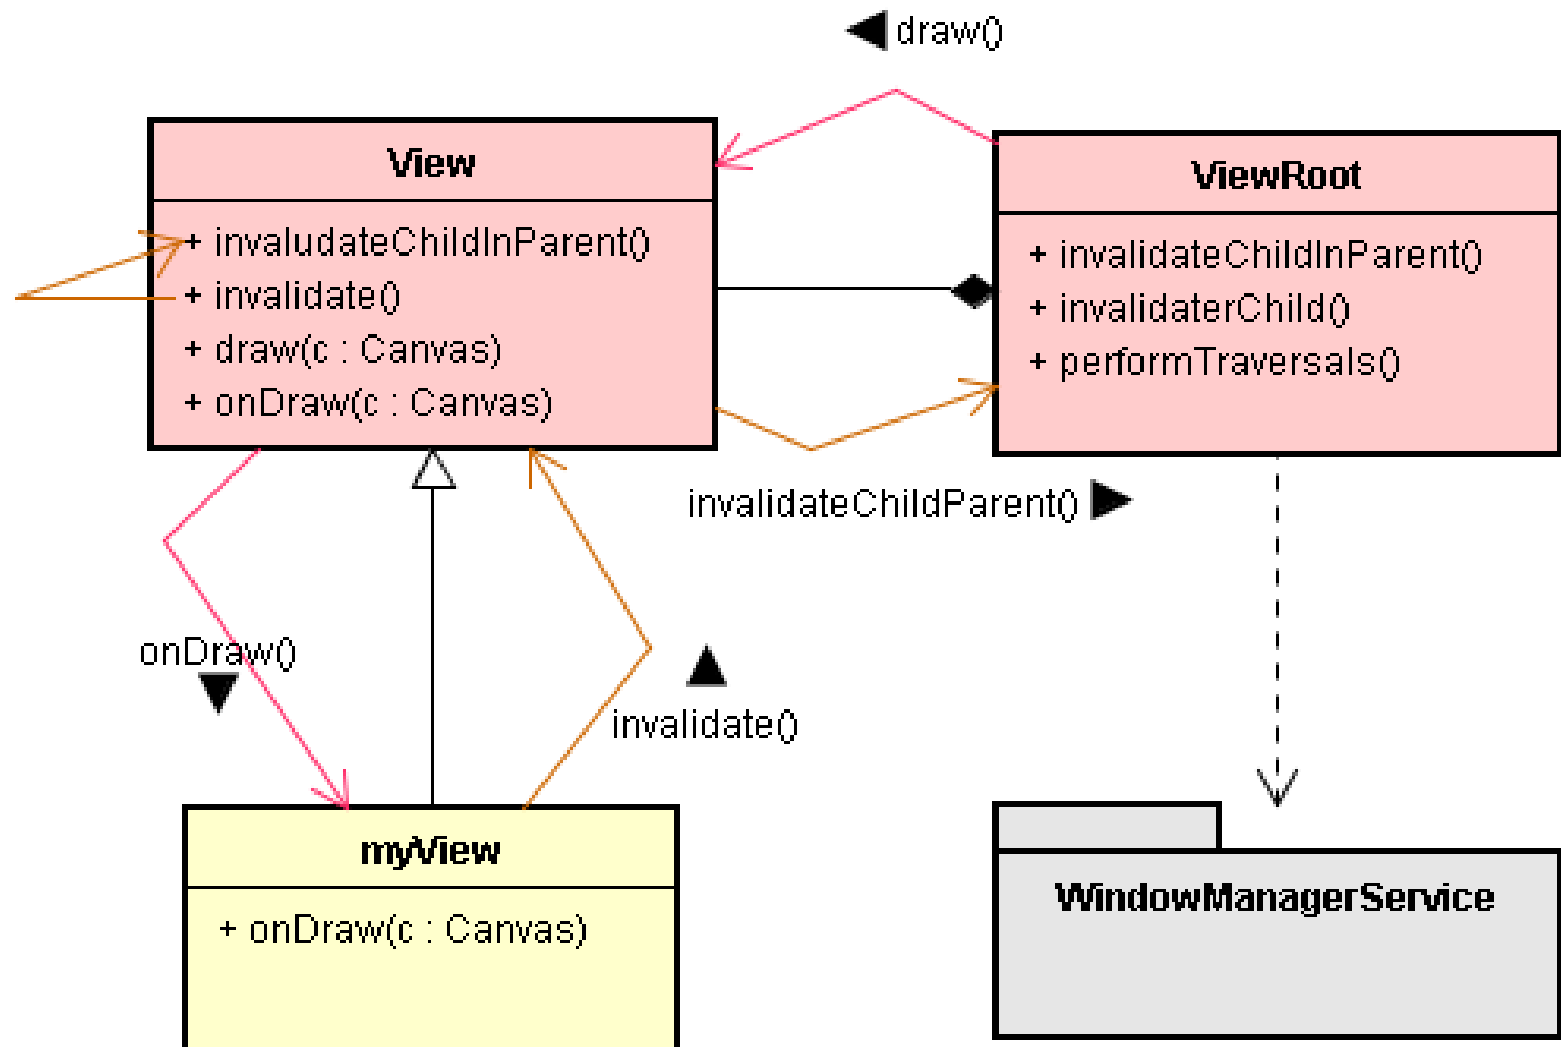 draw()
View
+ invaludateChildInParent()
+ invalidate()
+ draw(c : Canvas)
+ onDraw(c : Canvas)
ViewRoot
+ invalidateChildInParent()
+ invalidaterChild()
+ performTraversals()
invalidateChildParent()
onDraw()
invalidate()
myView
+ onDraw(c : Canvas)
WindowManagerService